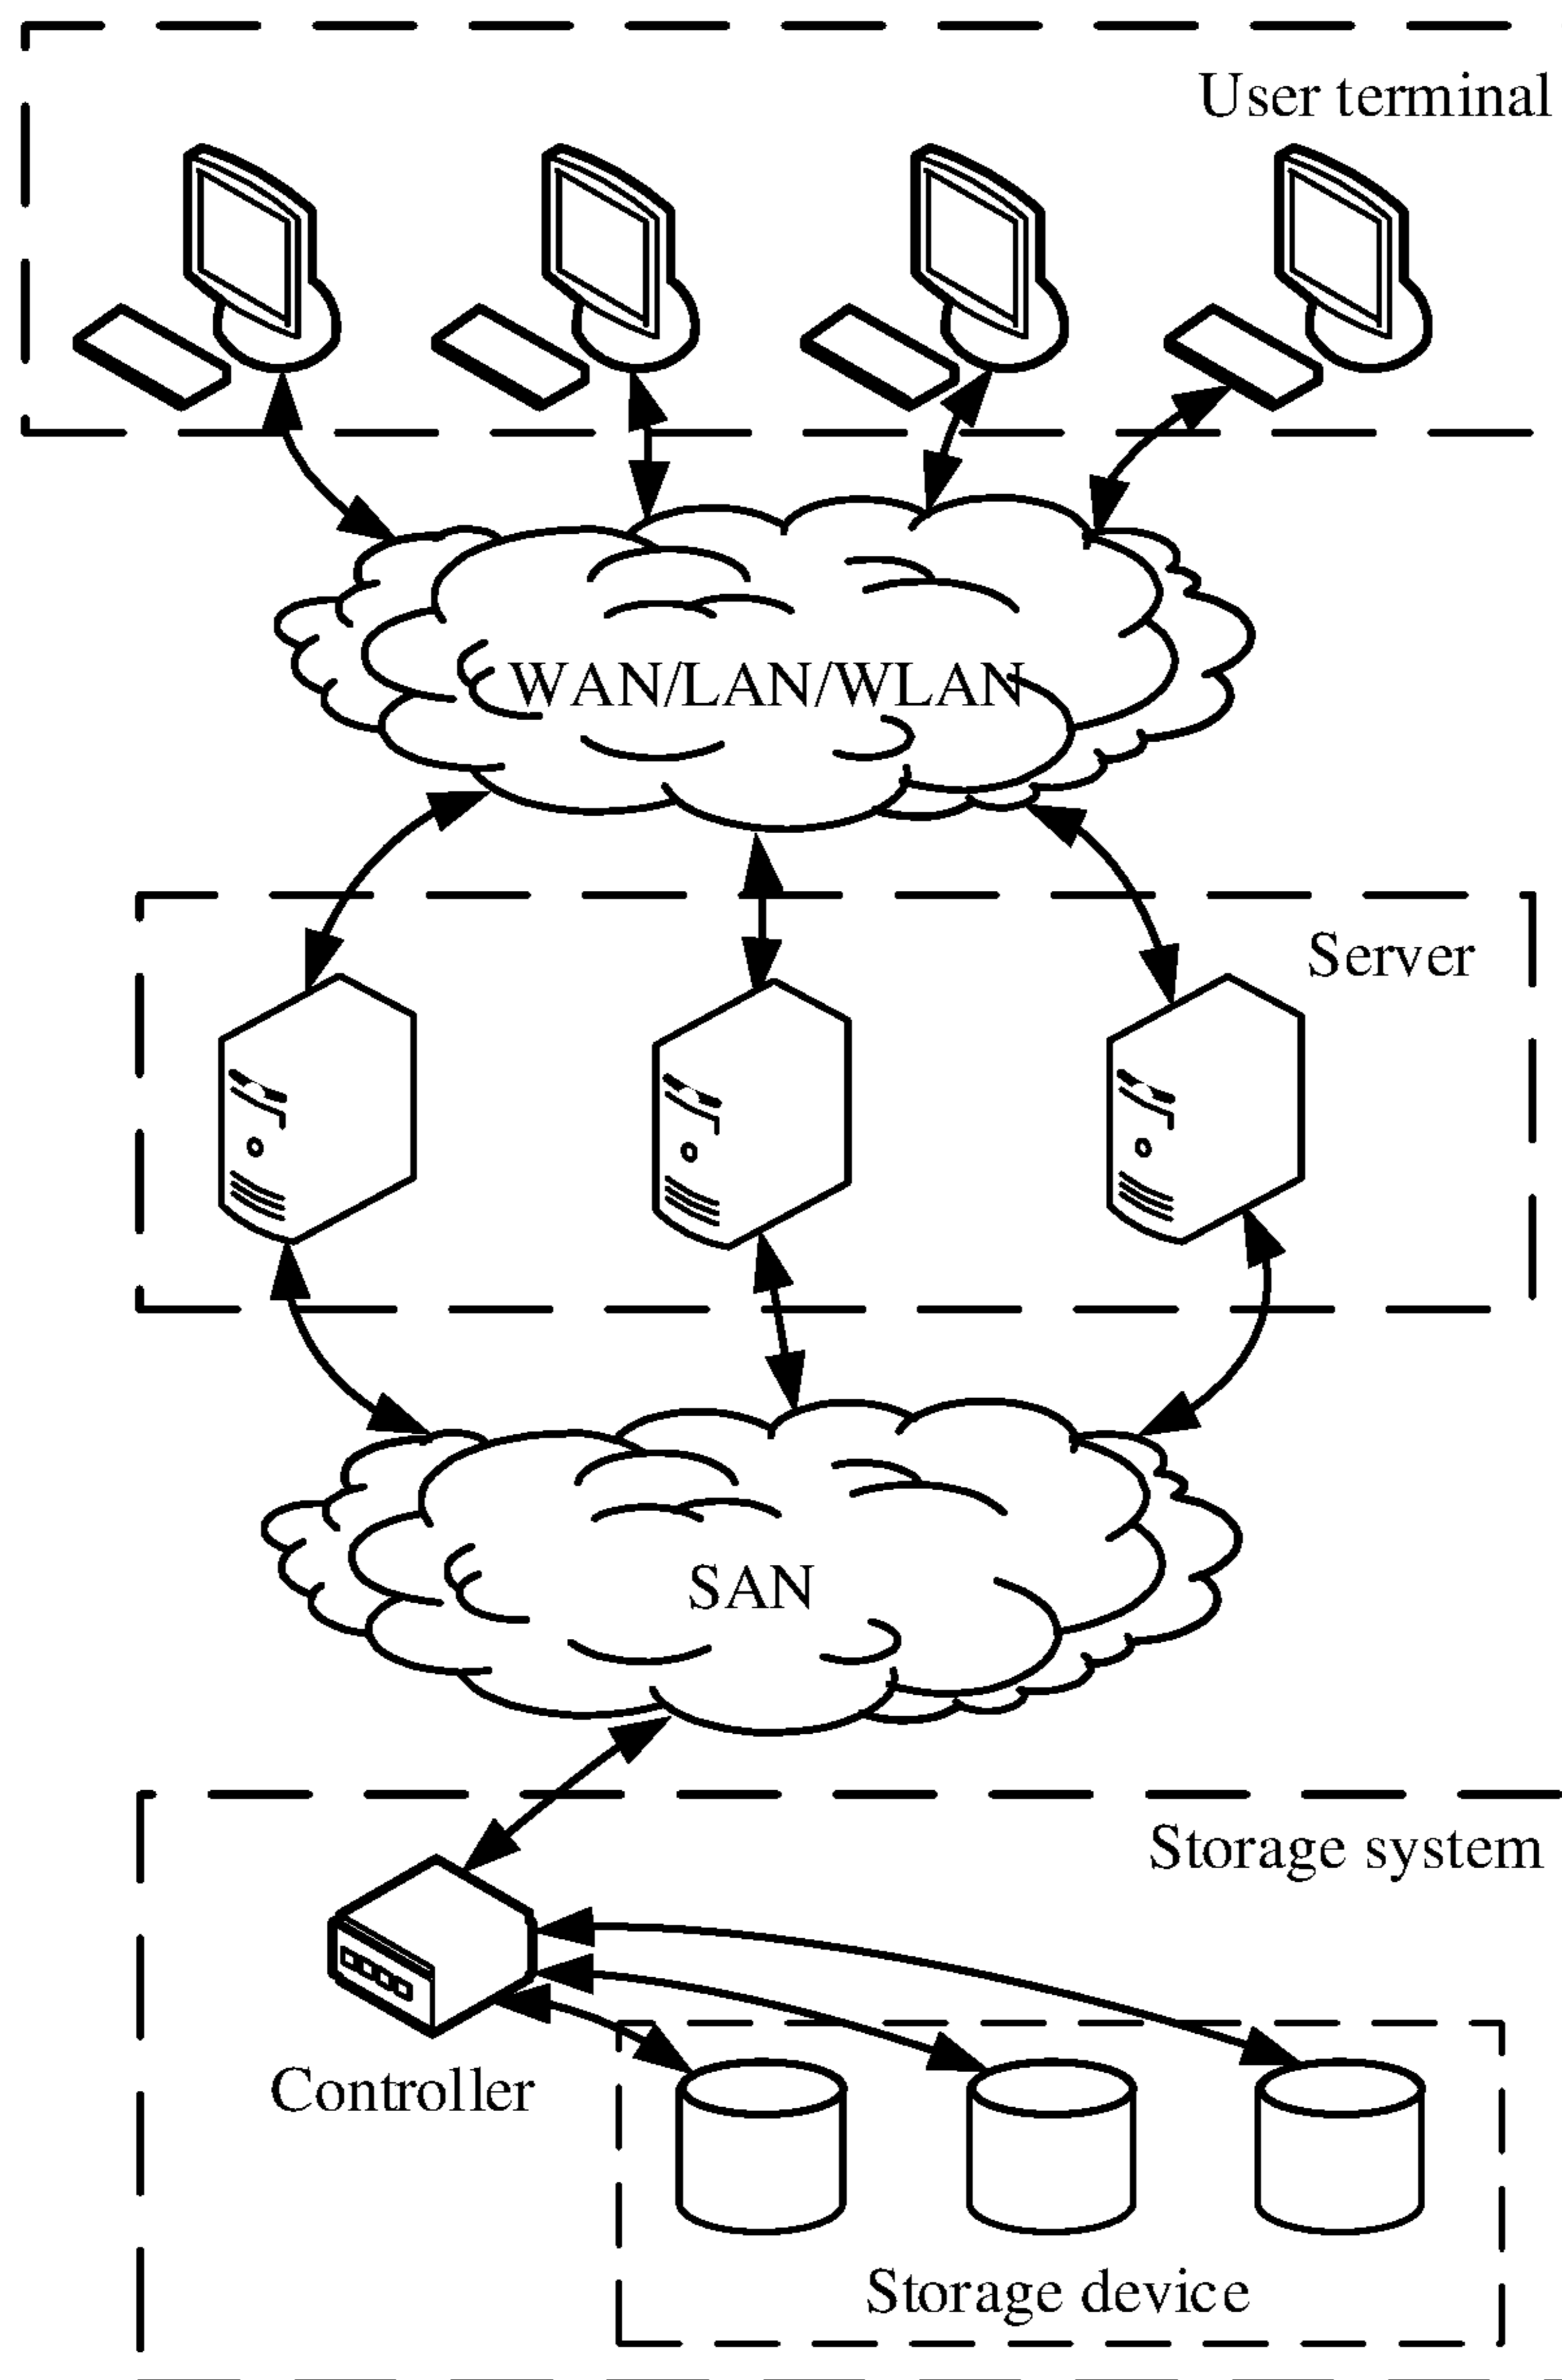 User terminal
WAN/LAN/WLAN
Server
SAN
Storage system
Controller
Storage device